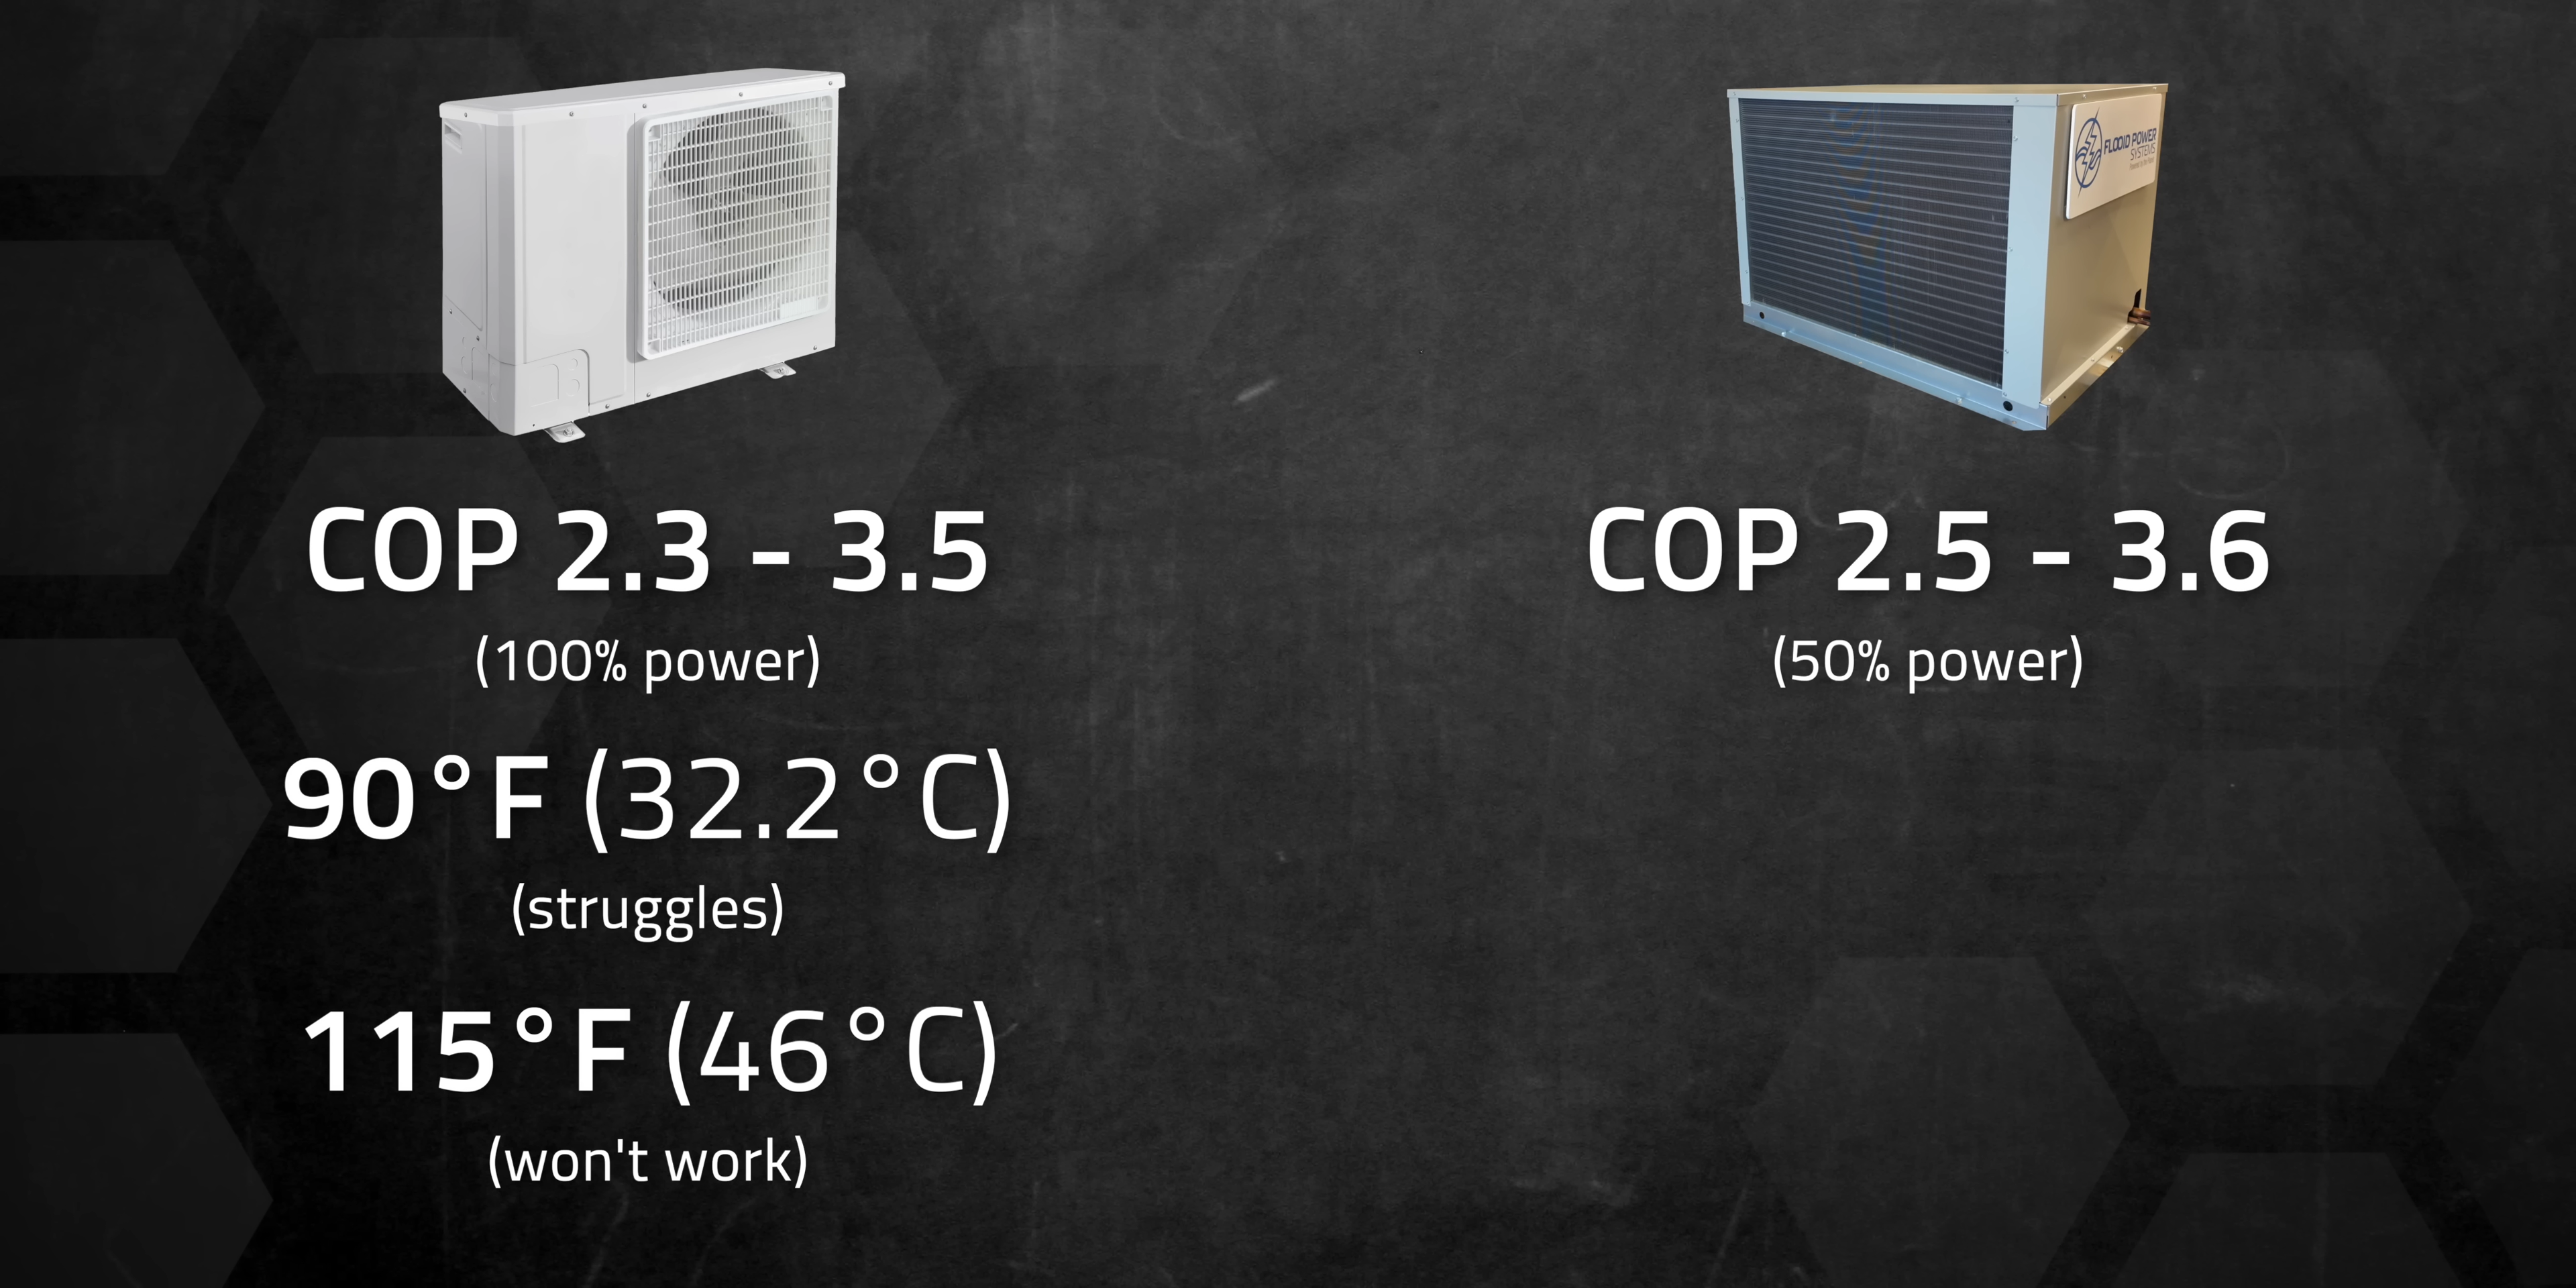 FLOOID POWER
SYSTEMS
COP 2.3 - 3.5
(100% power)
90°F (32.2°C)
(struggles)
115°F (46°C)
(won't work)
COP 2.5 - 3.6
(50% power)